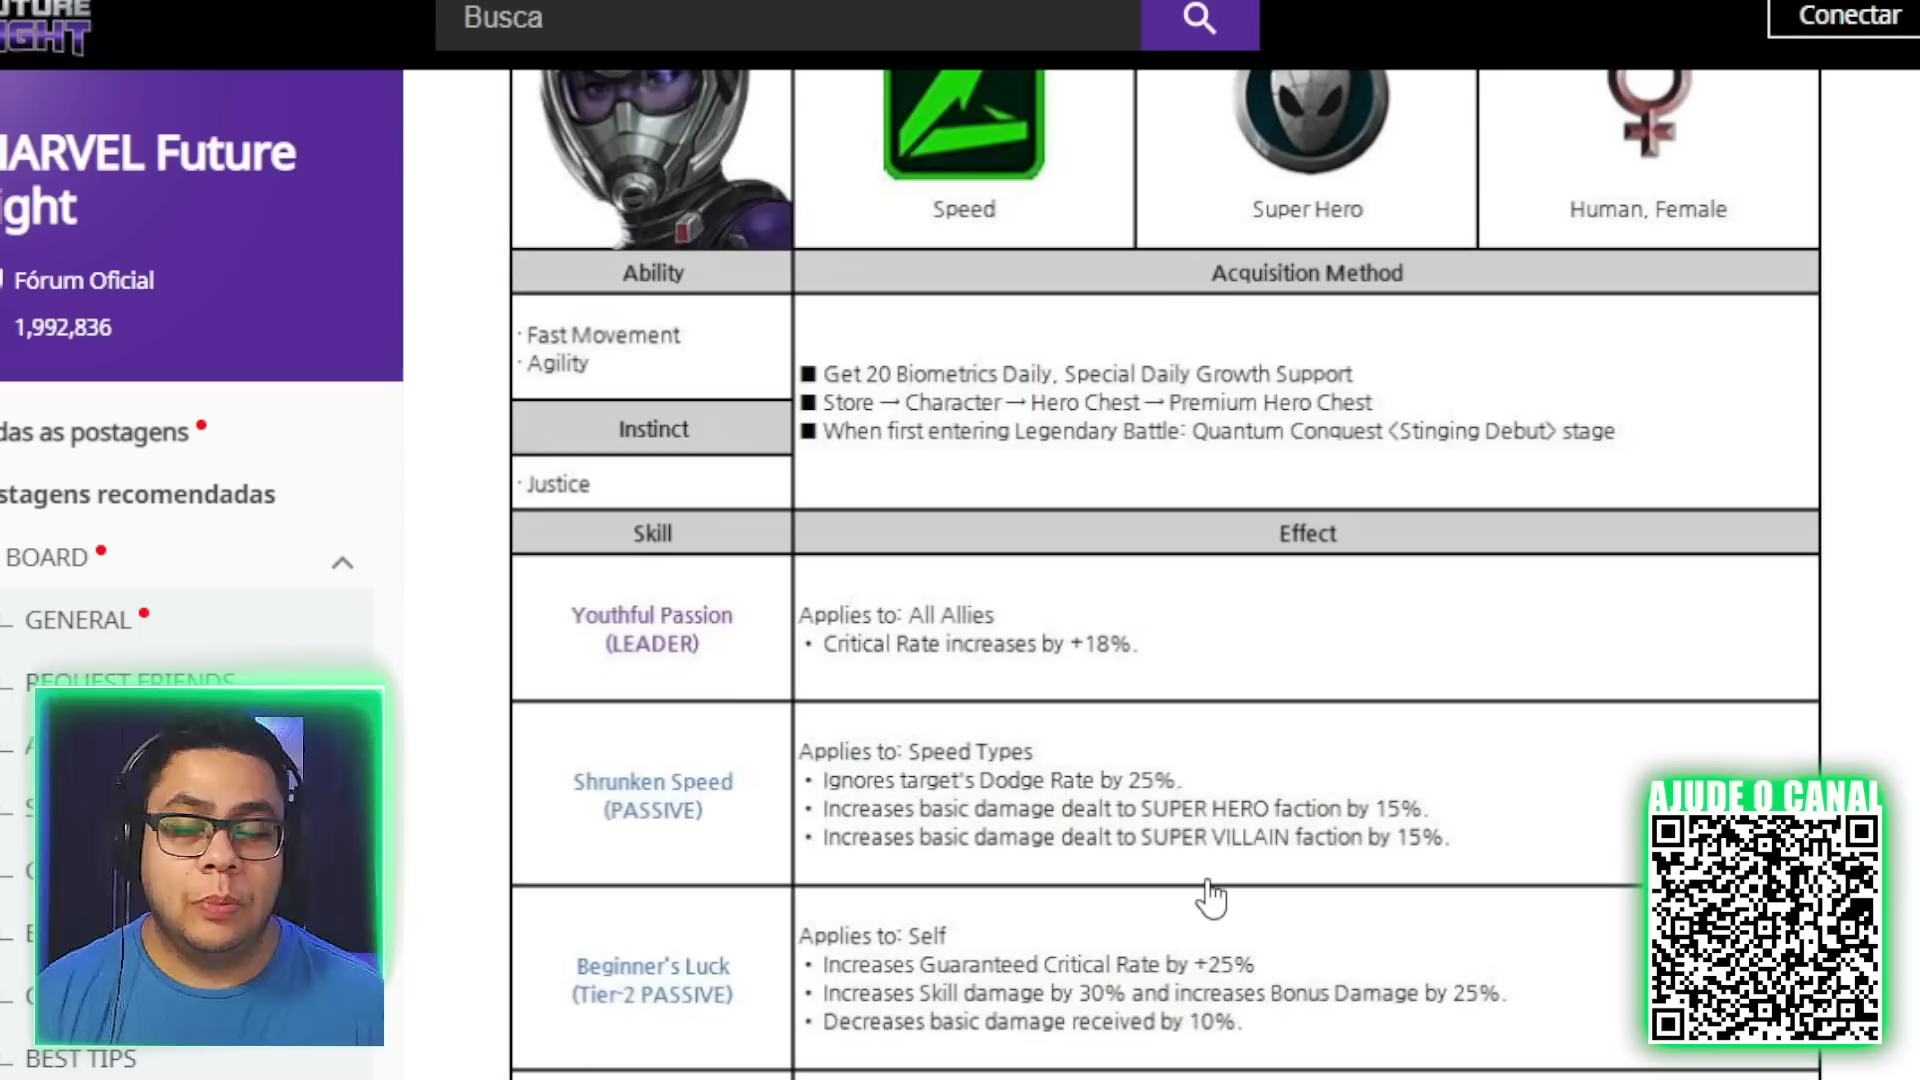 FUTURE
FIGHT
Busca
Conectar
MARVEL Future
ight
Fórum Oficial
1,992,836
das as postagens
stagens recomendadas
BOARD
GENERAL
REQUEST FRIENDS
BEST TIPS
Speed
Super Hero
Human, Female
Ability
Acquisition Method
· Fast Movement
· Agility
■ Get 20 Biometrics Daily, Special Daily Growth Support
■ Store → Character → Hero Chest → Premium Hero Chest
Instinct
■ When first entering Legendary Battle: Quantum Conquest <Stinging Debut> stage
· Justice
Skill
Effect
Youthful Passion
(LEADER)
Applies to: All Allies
• Critical Rate increases by +18%.
Shrunken Speed
(PASSIVE)
Applies to: Speed Types
• Ignores target's Dodge Rate by 25%.
• Increases basic damage dealt to SUPER HERO faction by 15%.
• Increases basic damage dealt to SUPER VILLAIN faction by 15%.
Beginner's Luck
(Tier-2 PASSIVE)
Applies to: Self
• Increases Guaranteed Critical Rate by +25%
• Increases Skill damage by 30% and increases Bonus Damage by 25%.
• Decreases basic damage received by 10%.
AJUDE O CANAL